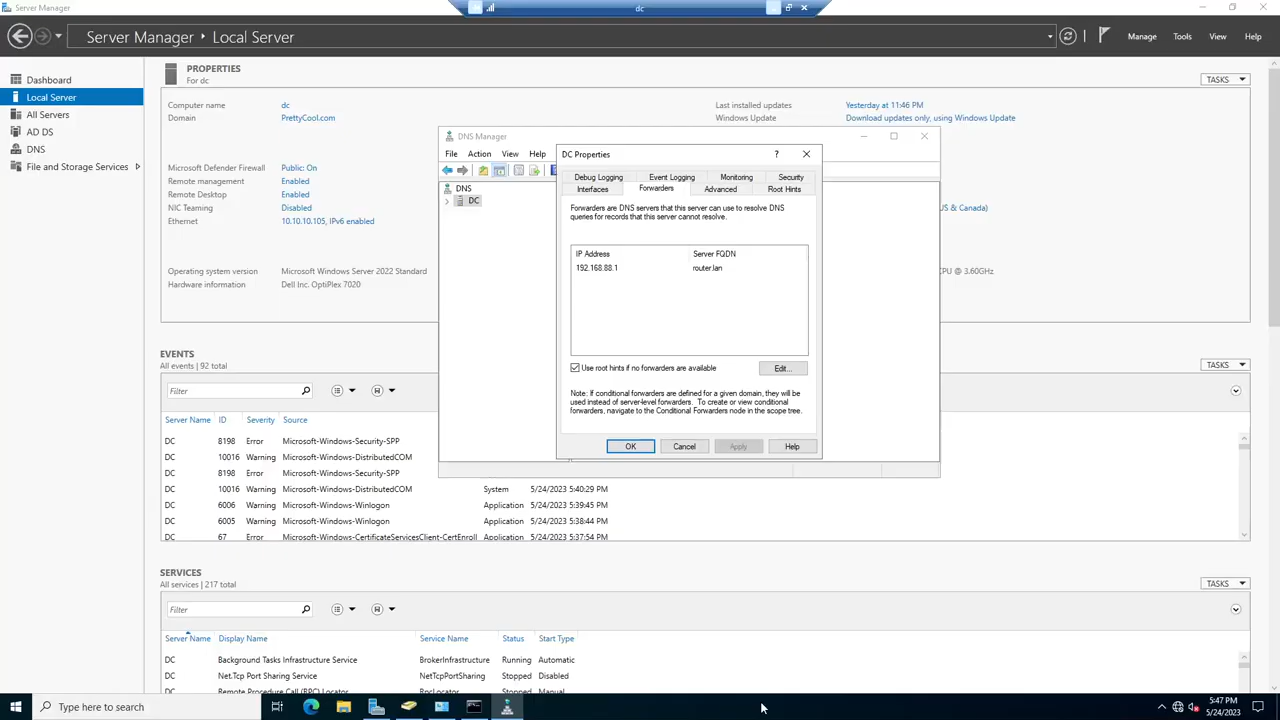 Server Manager
dc
Server Manager • Local Server
Manage Tools View Help
Dashboard
Local Server
All Servers
AD DS
DNS
File and Storage Services
PROPERTIES
For dc
TASKS
Computer name dc
Domain PrettyCool.com
Last installed updates Yesterday at 11:46 PM
Windows Update Download updates only, using Windows Update
Microsoft Defender Firewall Public: On
Remote management Enabled
Remote Desktop Enabled
NIC Teaming Disabled
Ethernet 10.10.10.105, IPv6 enabled
US & Canada)
Operating system version Microsoft Windows Server 2022 Standard
Hardware information Dell Inc. OptiPlex 7020
CPU @ 3.60GHz
DNS Manager
File Action View Help
DNS
DC
DC Properties
?
Debug Logging Event Logging Monitoring Security
Interfaces Forwarders Advanced Root Hints
Forwarders are DNS servers that this server can use to resolve DNS
queries for records that this server cannot resolve.
IP Address Server FQDN
192.168.88.1 router.lan
Use root hints if no forwarders are available
Edit...
Note: If conditional forwarders are defined for a given domain, they will be
used instead of server-level forwarders. To create or view conditional
forwarders, navigate to the Conditional Forwarders node in the scope tree.
OK Cancel Apply Help
EVENTS
All events | 92 total
TASKS
Filter
Server Name ID Severity Source
DC 8198 Error Microsoft-Windows-Security-SPP
DC 10016 Warning Microsoft-Windows-DistributedCOM
DC 8198 Error Microsoft-Windows-Security-SPP
DC 10016 Warning Microsoft-Windows-DistributedCOM System 5/24/2023 5:40:29 PM
DC 6006 Warning Microsoft-Windows-Winlogon Application 5/24/2023 5:39:45 PM
DC 6005 Warning Microsoft-Windows-Winlogon Application 5/24/2023 5:38:44 PM
DC 67 Error Microsoft-Windows-CertificateServicesClient-CertEnroll Application 5/24/2023 5:37:54 PM
SERVICES
All services | 217 total
TASKS
Filter
Server Name Display Name Service Name Status Start Type
DC Background Tasks Infrastructure Service BrokerInfrastructure Running Automatic
DC Net.Tcp Port Sharing Service NetTcpPortSharing Stopped Disabled
DC Remote Procedure Call (RPC) Locator RpcLocator Stopped Manual
Type here to search
5:47 PM
5/24/2023